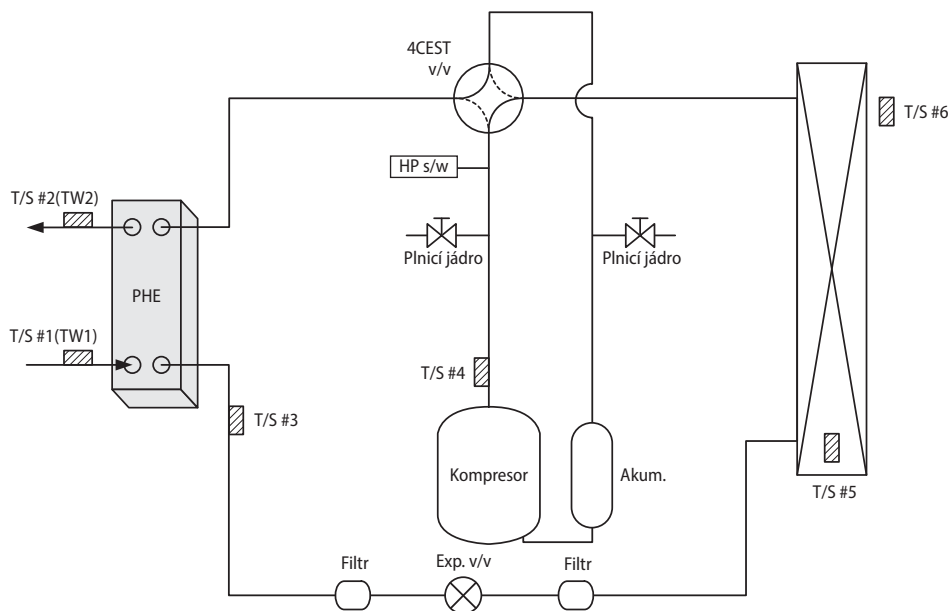 4CEST
v/v
T/S #6
HP s/w
T/S #2(TW2)
Plnicí jádro
Plnicí jádro
PHE
T/S #1(TW1)
T/S #4
T/S #3
Kompresor
Akum.
T/S #5
Filtr
Exp. v/v
Filtr